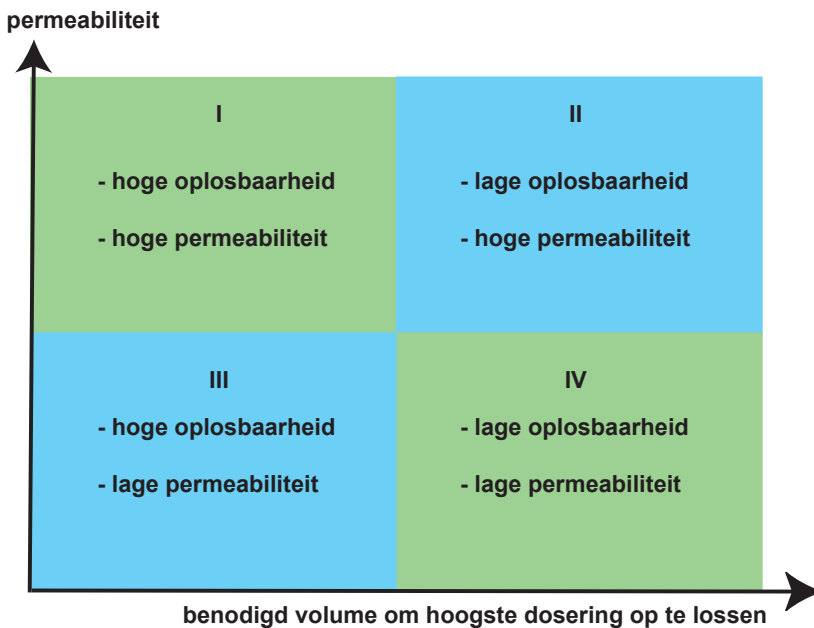 permeabiliteit
I
- hoge oplosbaarheid
- hoge permeabiliteit
II
- lage oplosbaarheid
- hoge permeabiliteit
III
- hoge oplosbaarheid
- lage permeabiliteit
IV
- lage oplosbaarheid
- lage permeabiliteit
benodigd volume om hoogste dosering op te lossen